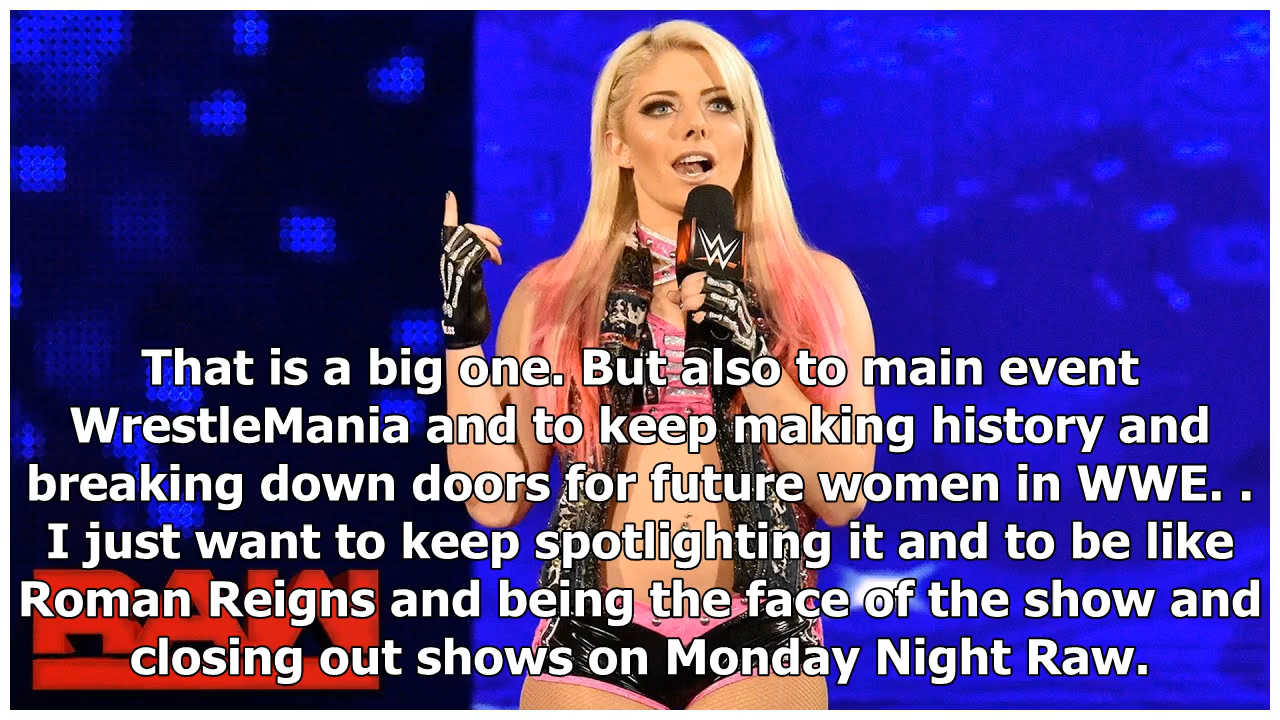 That is a big one. But also to main event
WrestleMania and to keep making history and
breaking down doors for future women in WWE. .
I just want to keep spotlighting it and to be like
Roman Reigns and being the face of the show and
closing out shows on Monday Night Raw.
W
RAW